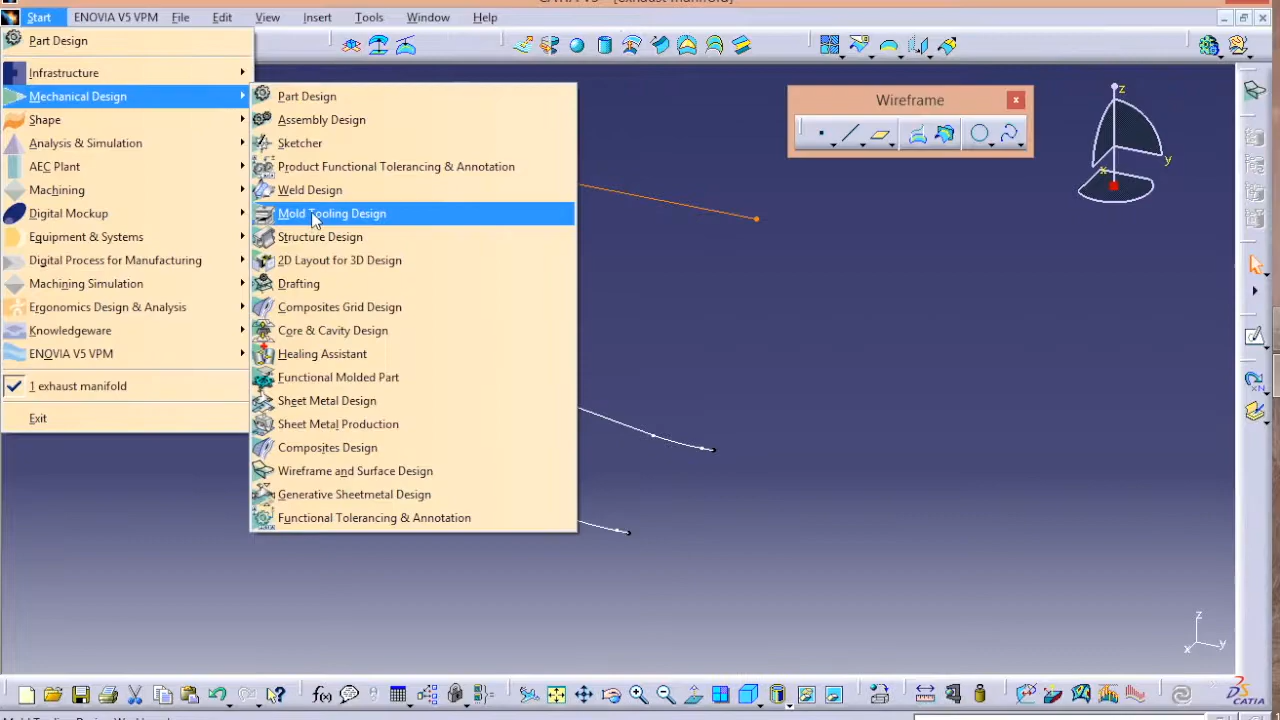 CATIA V5 - [exhaust manifold]
Start ENOVIA V5 VPM File Edit View Insert Tools Window Help
Part Design
Infrastructure
Mechanical Design
Shape
Analysis & Simulation
AEC Plant
Machining
Digital Mockup
Equipment & Systems
Digital Process for Manufacturing
Machining Simulation
Ergonomics Design & Analysis
Knowledgeware
ENOVIA V5 VPM
1 exhaust manifold
Exit
Part Design
Assembly Design
Sketcher
Product Functional Tolerancing & Annotation
Weld Design
Mold Tooling Design
Structure Design
2D Layout for 3D Design
Drafting
Composites Grid Design
Core & Cavity Design
Healing Assistant
Functional Molded Part
Sheet Metal Design
Sheet Metal Production
Composites Design
Wireframe and Surface Design
Generative Sheetmetal Design
Functional Tolerancing & Annotation
Wireframe x
z
y
x
z
y
x
f(x)
CATIA